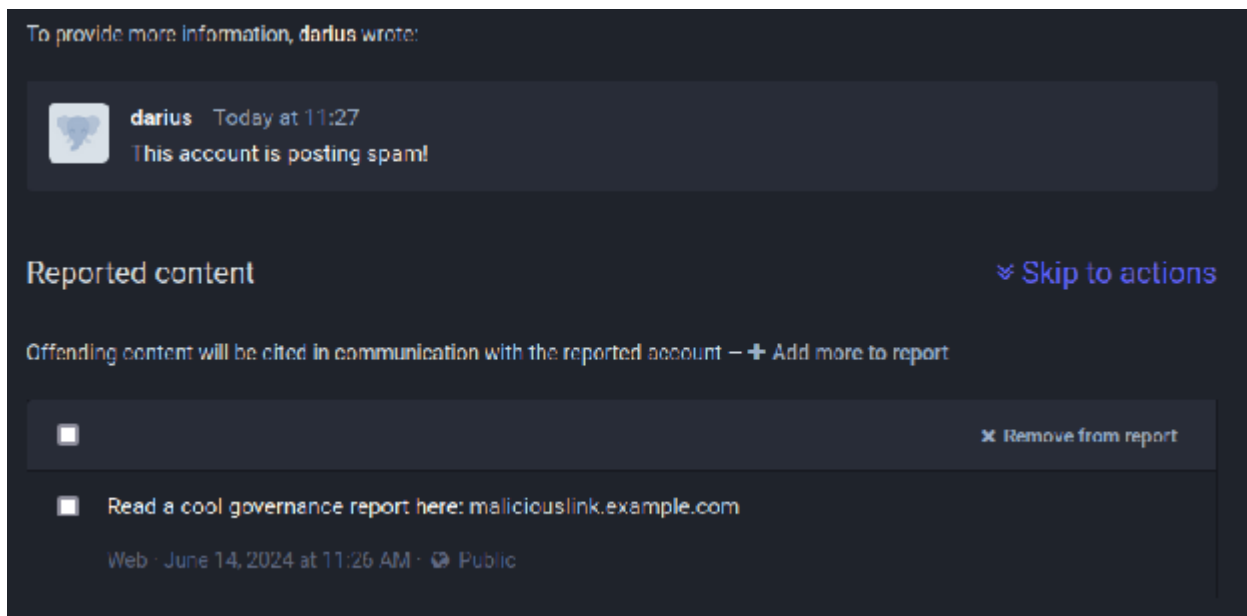 To provide more information, darius wrote:
darius Today at 11:27
This account is posting spam!
Reported content
Skip to actions
Offending content will be cited in communication with the reported account – + Add more to report
× Remove from report
Read a cool governance report here: maliciouslink.example.com
Web · June 14, 2024 at 11:26 AM · Public